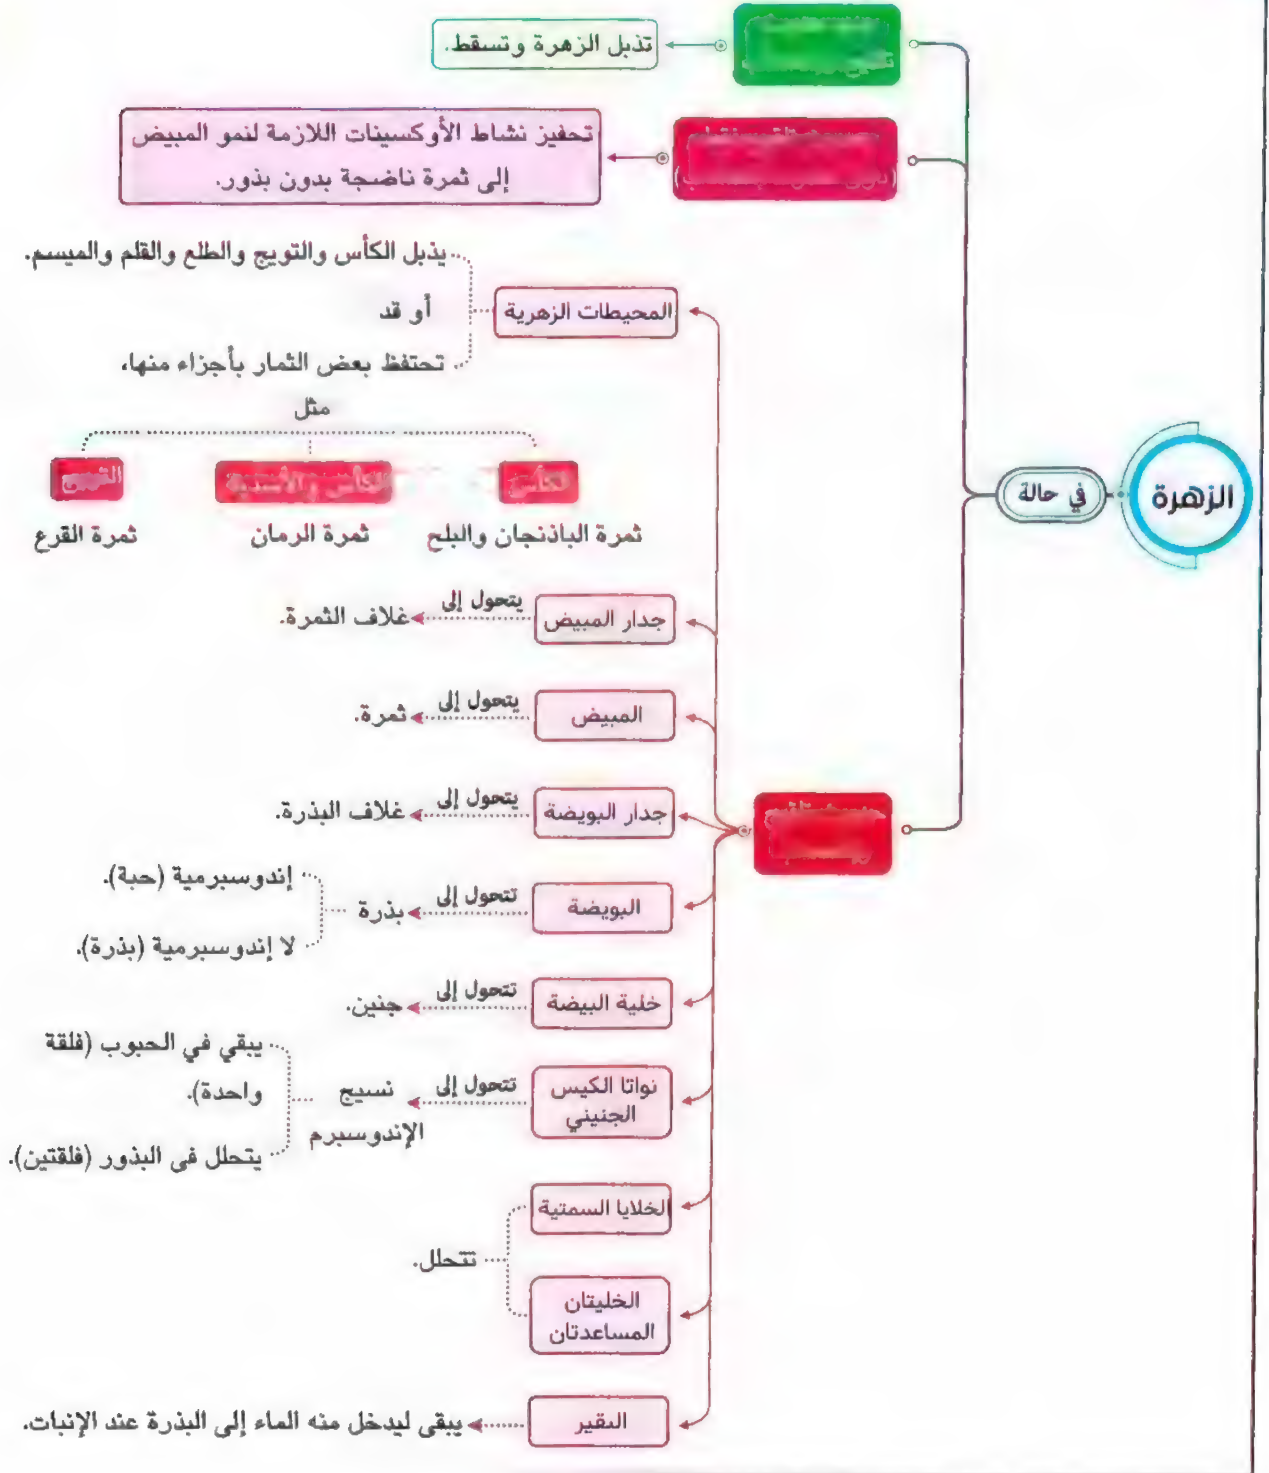 الزهرة
في حالة
تذبل الزهرة وتسقط.
تحفيز نشاط الأوكسينات اللازمة لنمو المبيض
إلى ثمرة ناضجة بدون بذور.
المحيطات الزهرية
يذبل الكأس والتويج والطلع والقلم والميسم.
أو قد
تحتفظ بعض الثمار بأجزاء منها،
مثل
الكأس
الكأس والأسدية
ثمرة الباذنجان والبلح
ثمرة الرمان
ثمرة القرع
جدار المبيض
يتحول إلى
غلاف الثمرة.
المبيض
يتحول إلى
ثمرة.
جدار البويضة
يتحول إلى
غلاف البذرة.
البويضة
تتحول إلى
بذرة
إندوسبرمية (حبة).
لا إندوسبرمية (بذرة).
خلية البيضة
تتحول إلى
جنين.
نواتا الكيس
الجنيني
تتحول إلى
نسيج
الإندوسبرم
يبقي في الحبوب (فلقة
واحدة).
يتحلل في البذور (فلقتين).
الخلايا السمتية
الخليتان
المساعدتان
تتحلل.
النقير
يبقى ليدخل منه الماء إلى البذرة عند الإنبات.